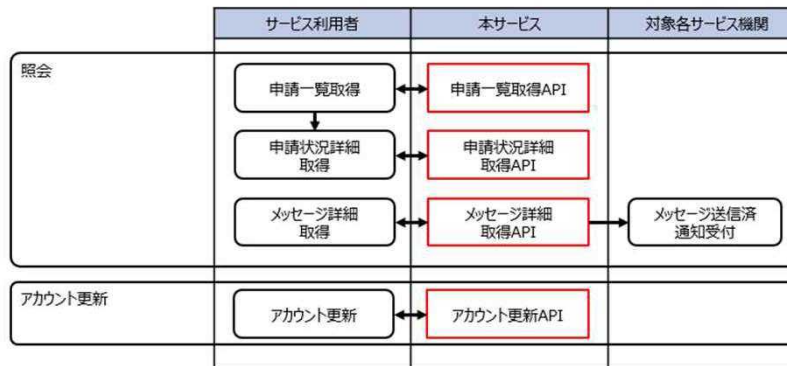 サービス利用者
本サービス
対象各サービス機関
照会
申請一覧取得
申請一覧取得API
申請状況詳細
取得
申請状況詳細
取得API
メッセージ詳細
取得
メッセージ詳細
取得API
メッセージ送信済
通知受付
アカウント更新
アカウント更新
アカウント更新API